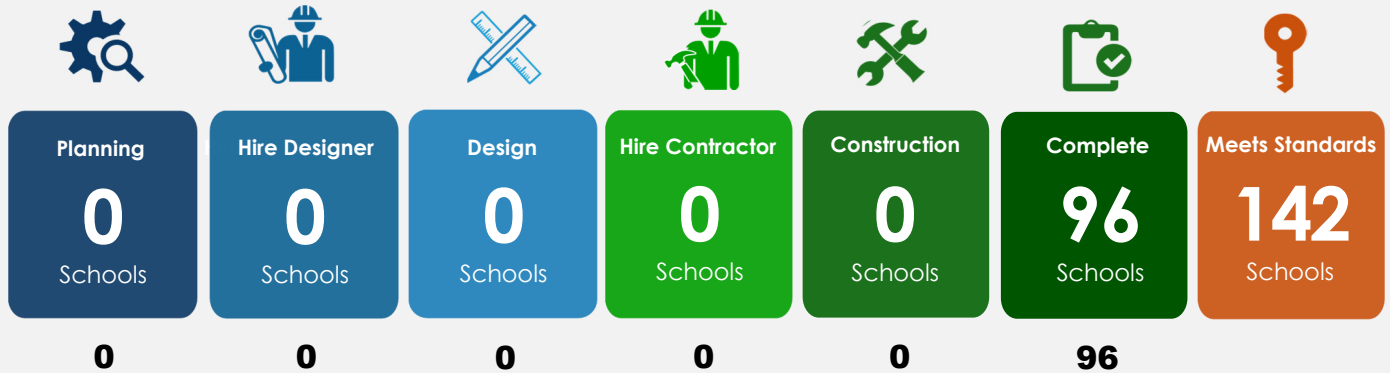 Planning
0
Schools
Hire Designer
0
Schools
Design
0
Schools
Hire Contractor
0
Schools
Construction
0
Schools
Complete
96
Schools
Meets Standards
142
Schools
0 0 0 0 0 96